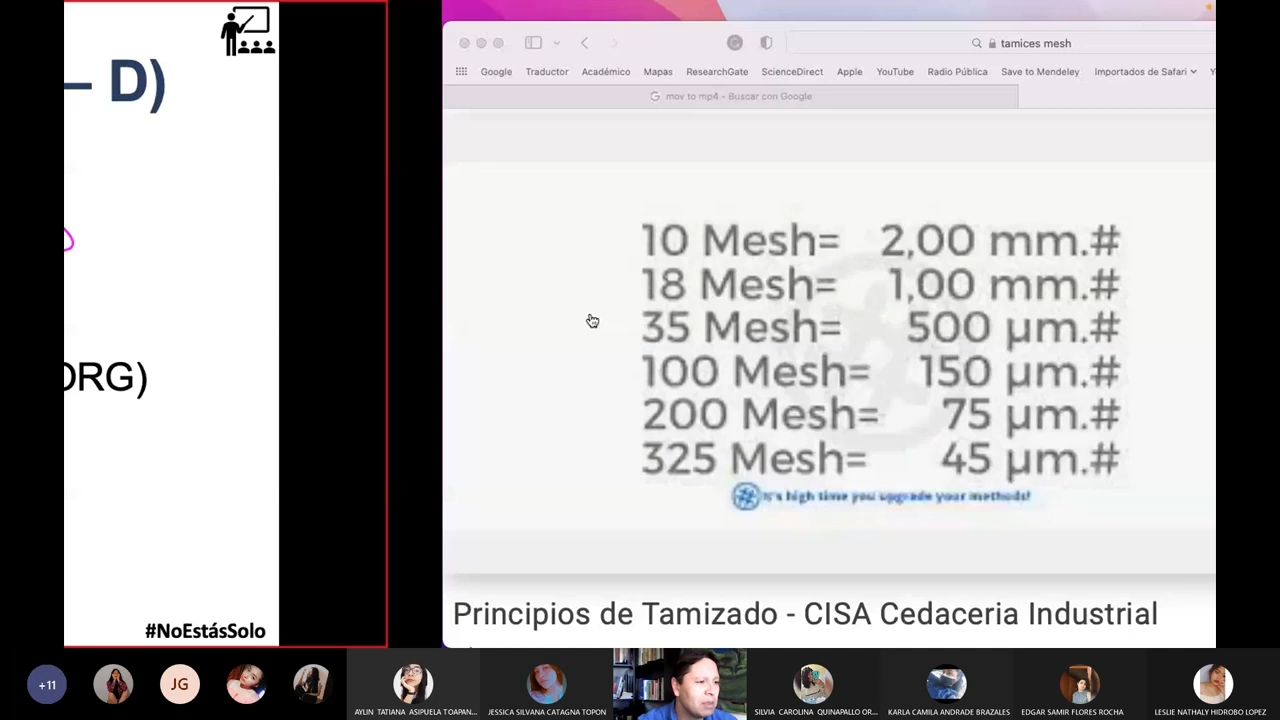 – D)
ORG)
#NoEstásSolo
tamices mesh
Google Traductor Académico Mapas ResearchGate ScienceDirect Apple YouTube Radio Pública Save to Mendeley Importados de Safari Y
mov to mp4 - Buscar con Google
10 Mesh= 2,00 mm.#
18 Mesh= 1,00 mm.#
35 Mesh= 500 µm.#
100 Mesh= 150 µm.#
200 Mesh= 75 µm.#
325 Mesh= 45 µm.#
It's high time you upgrade your methods!
Principios de Tamizado - CISA Cedaceria Industrial
+11
JG
AYLIN TATIANA ASIPUELA TOAPAN...
JESSICA SILVANA CATAGNA TOPON
SILVIA CAROLINA QUINAPALLO OR...
KARLA CAMILA ANDRADE BRAZALES
EDGAR SAMIR FLORES ROCHA
LESLIE NATHALY HIDROBO LOPEZ